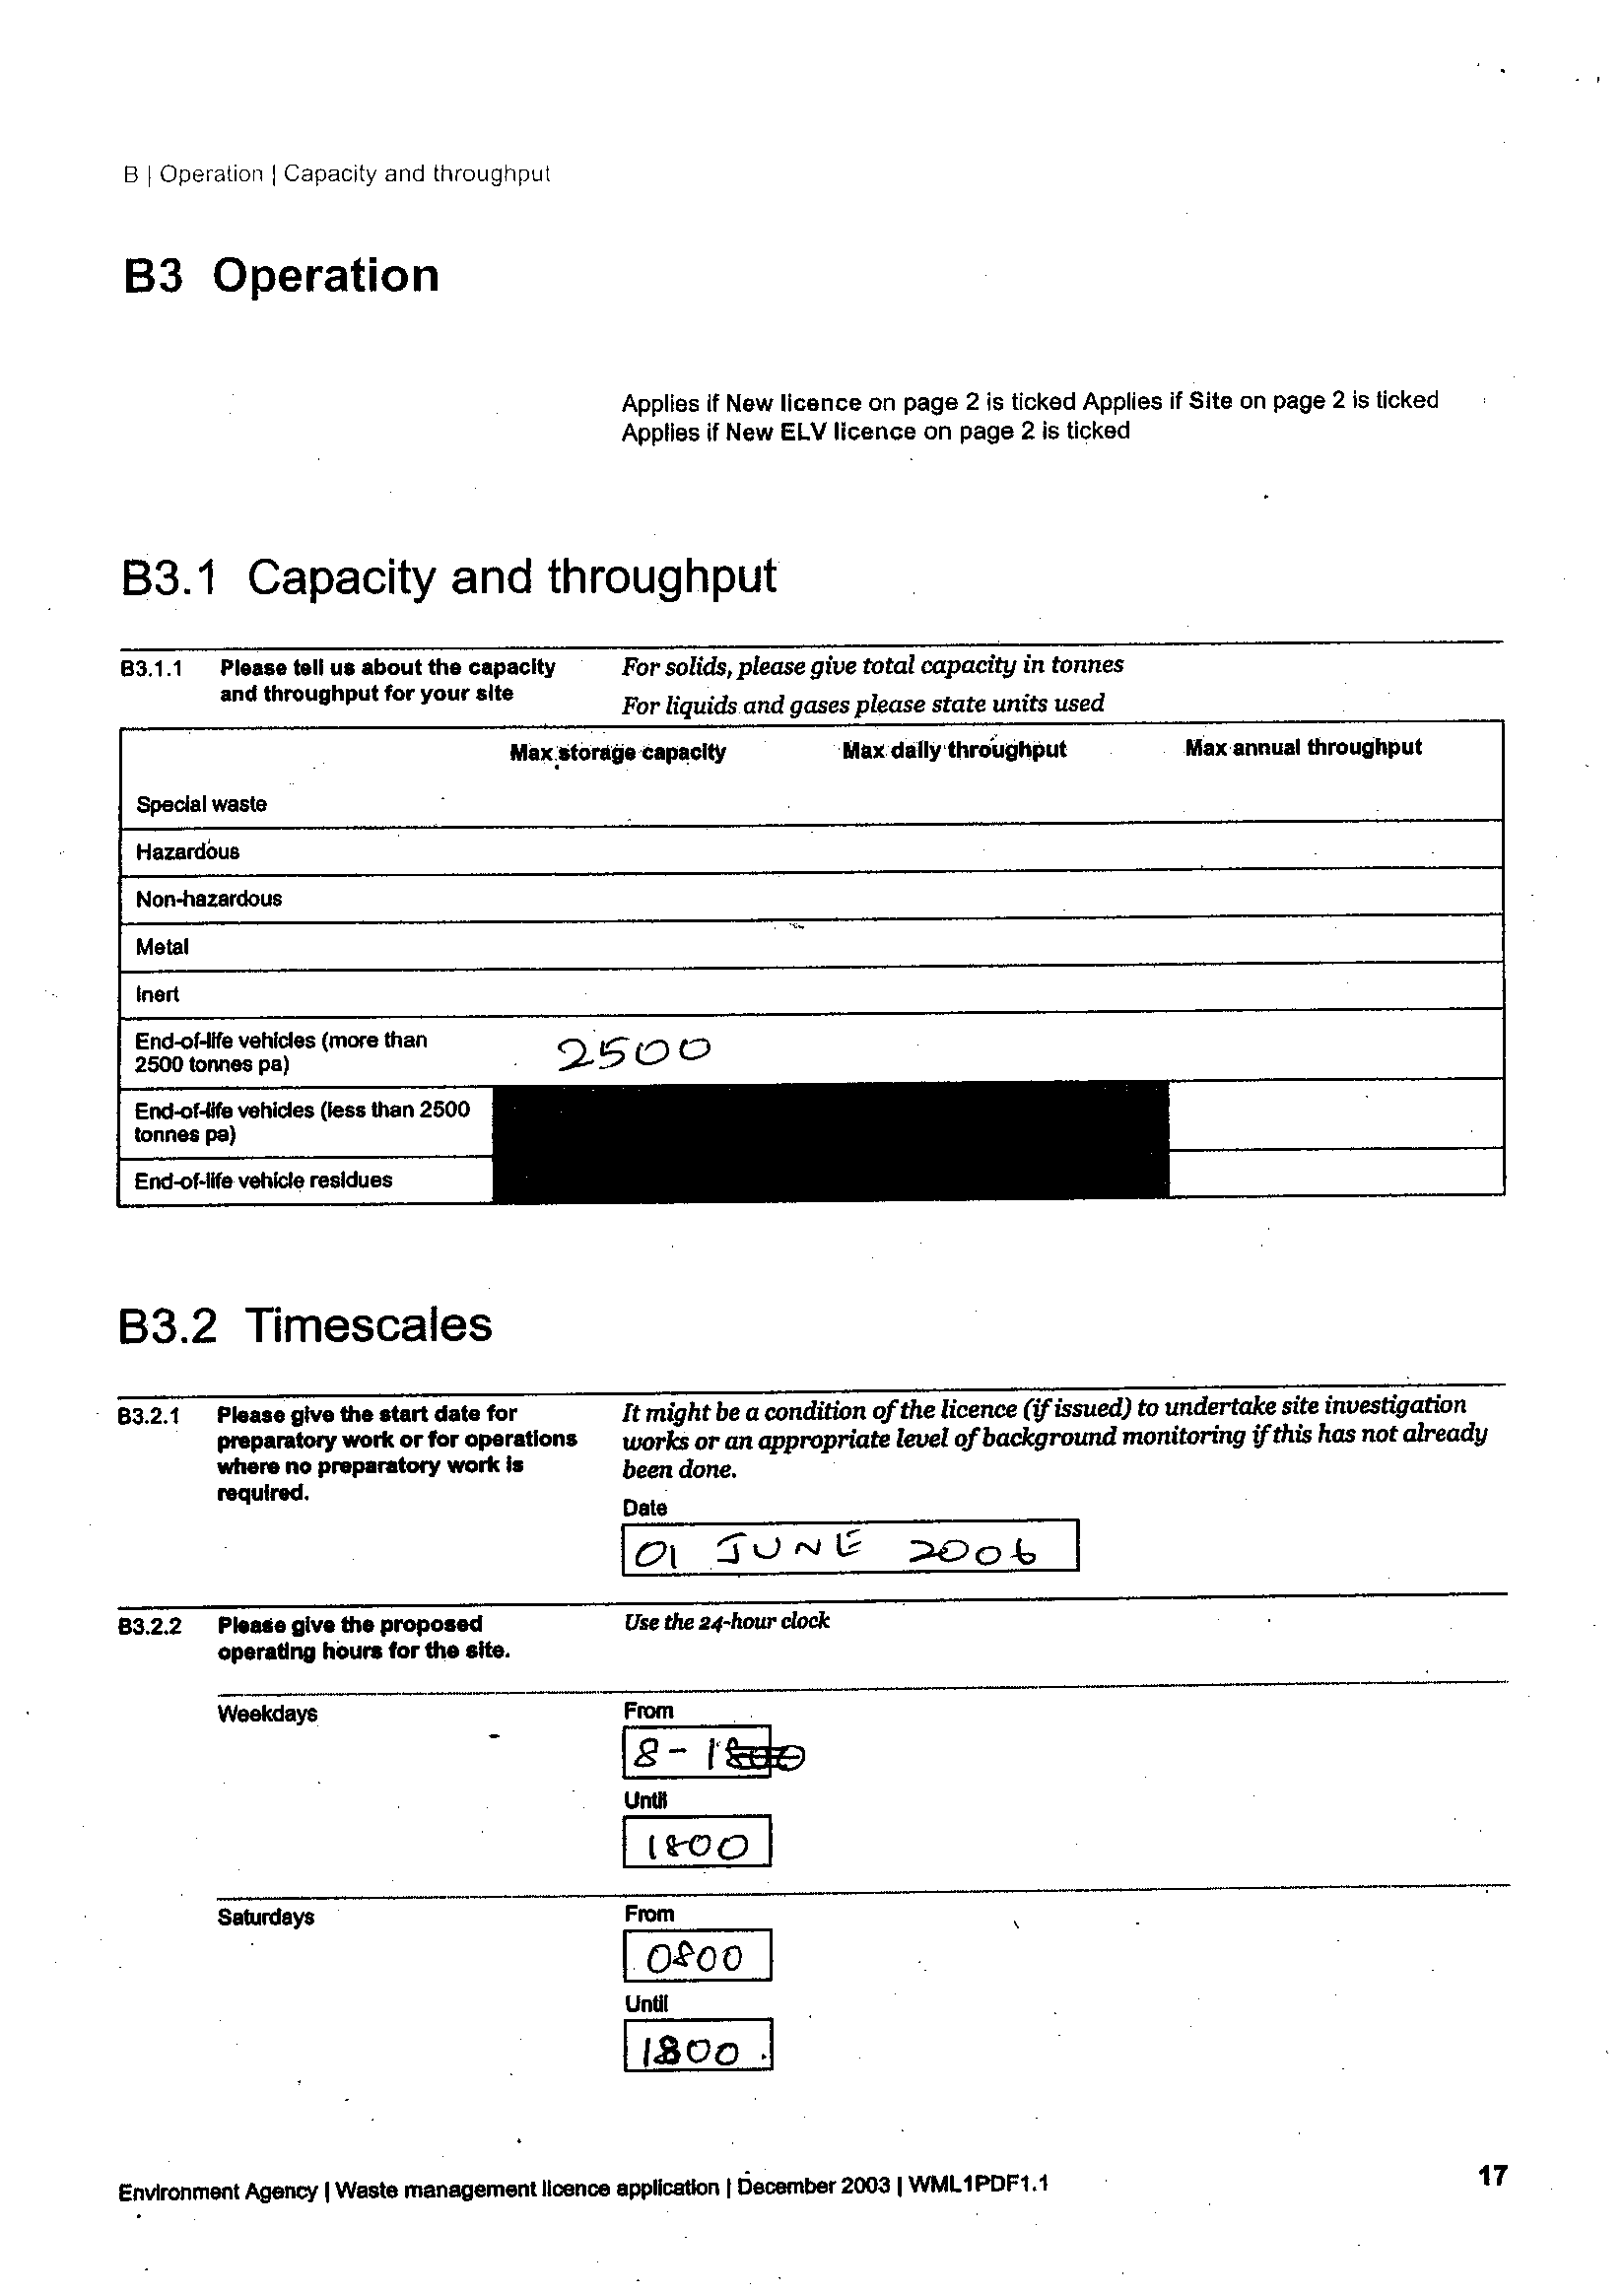 B | Operation | Capacity and throughput
B3 Operation
Applies if New licence on page 2 is ticked Applies if Site on page 2 is ticked
Applies if New ELV licence on page 2 is ticked
B3.1 Capacity and throughput
B3.1.1 Please tell us about the capacity For solids, please give total capacity in tonnes
and throughput for your site For liquids and gases please state units used
Max storage capacity Max daily throughput Max annual throughput
Special waste
Hazardous
Non-hazardous
Metal
Inert
End-of-life vehicles (more than
2500 tonnes pa) 2500
End-of-life vehicles (less than 2500
tonnes pa)
End-of-life vehicle residues
B3.2 Timescales
B3.2.1 Please give the start date for It might be a condition of the licence (if issued) to undertake site investigation
preparatory work or for operations works or an appropriate level of background monitoring if this has not already
where no preparatory work is been done.
required.
Date
01 JUNE 2006
B3.2.2 Please give the proposed Use the 24-hour clock
operating hours for the site.
Weekdays From
8 - 1800
Until
1800
Saturdays From
0800
Until
1800
Environment Agency | Waste management licence application | December 2003 | WML1PDF1.1 17